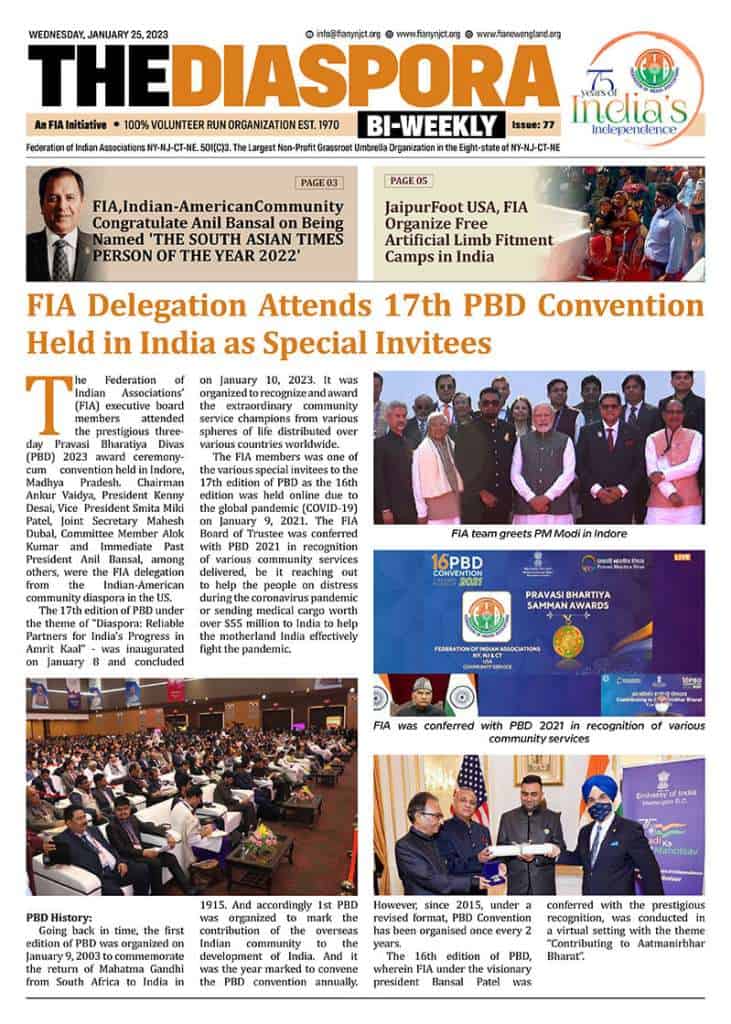 WEDNESDAY, JANUARY 25, 2023
info@fianynjct.org www.fianynjct.org www.fianewengland.org
THEDIASPORA
An FIA Initiative • 100% VOLUNTEER RUN ORGANIZATION EST. 1970
BI-WEEKLY
Issue: 77
75
years of
India's
Independence
Federation of Indian Associations NY-NJ-CT-NE. 501(C)3. The Largest Non-Profit Grassroot Umbrella Organization in the Eight-state of NY-NJ-CT-NE
PAGE 03
FIA,Indian-AmericanCommunity
Congratulate Anil Bansal on Being
Named 'THE SOUTH ASIAN TIMES
PERSON OF THE YEAR 2022'
PAGE 05
JaipurFoot USA, FIA
Organize Free
Artificial Limb Fitment
Camps in India
FIA Delegation Attends 17th PBD Convention
Held in India as Special Invitees
The Federation of
Indian Associations'
(FIA) executive board
members attended
the prestigious three-
day Pravasi Bharatiya Divas
(PBD) 2023 award ceremony-
cum convention held in Indore,
Madhya Pradesh. Chairman
Ankur Vaidya, President Kenny
Desai, Vice President Smita Miki
Patel, Joint Secretary Mahesh
Dubal, Committee Member Alok
Kumar and Immediate Past
President Anil Bansal, among
others, were the FIA delegation
from the Indian-American
community diaspora in the US.
The 17th edition of PBD under
the theme of "Diaspora: Reliable
Partners for India's Progress in
Amrit Kaal" - was inaugurated
on January 8 and concluded
on January 10, 2023. It was
organized to recognize and award
the extraordinary community
service champions from various
spheres of life distributed over
various countries worldwide.
The FIA members was one of
the various special invitees to the
17th edition of PBD as the 16th
edition was held online due to
the global pandemic (COVID-19)
on January 9, 2021. The FIA
Board of Trustee was conferred
with PBD 2021 in recognition
of various community services
delivered, be it reaching out
to help the people on distress
during the coronavirus pandemic
or sending medical cargo worth
over $55 million to India to help
the motherland India effectively
fight the pandemic.
FIA team greets PM Modi in Indore
16 PBD
CONVENTION
2021
LIVE
PRAVASI BHARTIYA
SAMMAN AWARDS
FEDERATION OF INDIAN ASSOCIATIONS
NY, NJ & CT
USA
COMMUNITY SERVICE
FIA was conferred with PBD 2021 in recognition of various
community services
Embassy of India
Washington D.C.
PBD History:
Going back in time, the first
edition of PBD was organized on
January 9, 2003 to commemorate
the return of Mahatma Gandhi
from South Africa to India in
1915. And accordingly 1st PBD
was organized to mark the
contribution of the overseas
Indian community to the
development of India. And it
was the year marked to convene
the PBD convention annually.
However, since 2015, under a
revised format, PBD Convention
has been organised once every 2
years.
The 16th edition of PBD,
wherein FIA under the visionary
president Bansal Patel was
conferred with the prestigious
recognition, was conducted in
a virtual setting with the theme
"Contributing to Aatmanirbhar
Bharat".